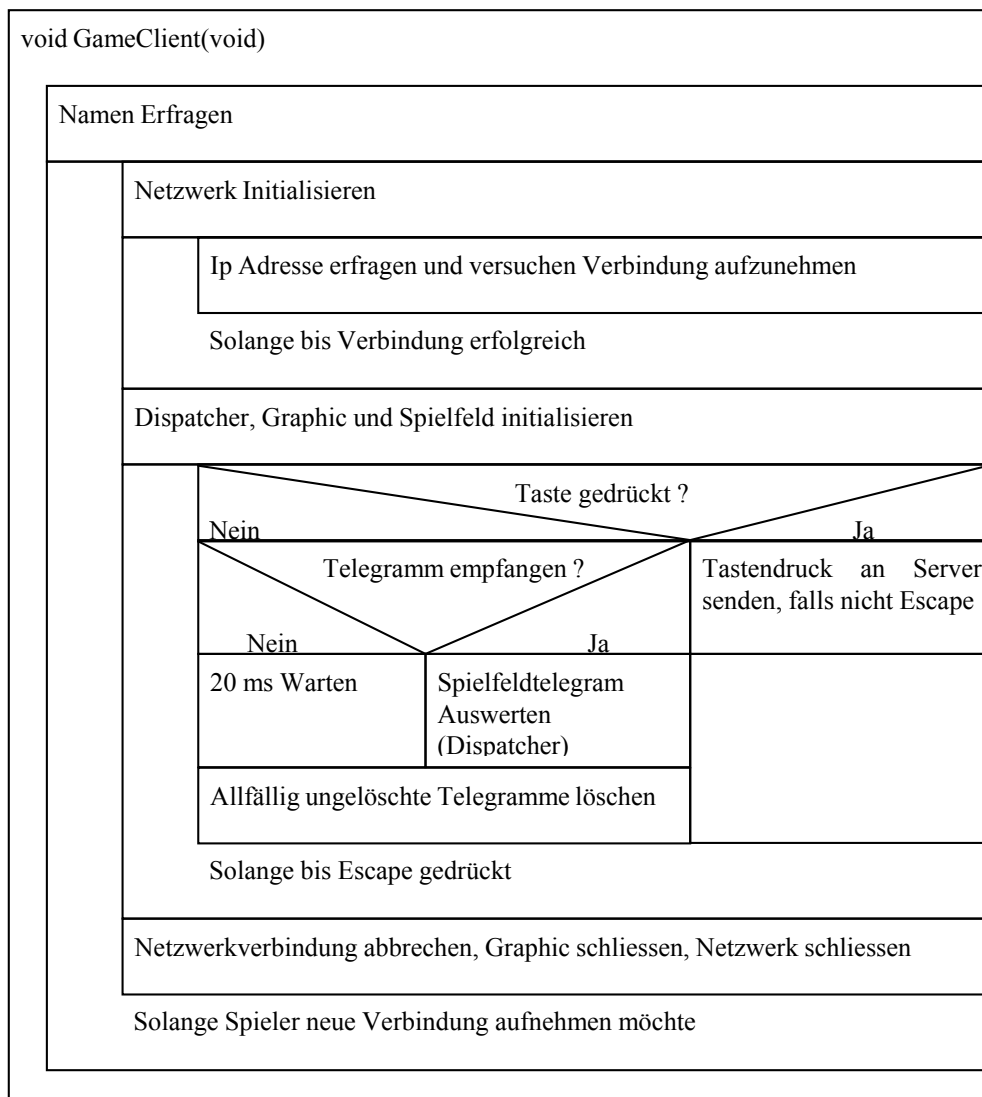 void GameClient(void)
Namen Erfragen
Netzwerk Initialisieren
Ip Adresse erfragen und versuchen Verbindung aufzunehmen
Solange bis Verbindung erfolgreich
Dispatcher, Graphic und Spielfeld initialisieren
Taste gedrückt ?
Nein
Ja
Telegramm empfangen ?
Nein
Ja
Tastendruck an Server
senden, falls nicht Escape
20 ms Warten
Spielfeldtelegram
Auswerten
(Dispatcher)
Allfällig ungelöschte Telegramme löschen
Solange bis Escape gedrückt
Netzwerkverbindung abbrechen, Graphic schliessen, Netzwerk schliessen
Solange Spieler neue Verbindung aufnehmen möchte